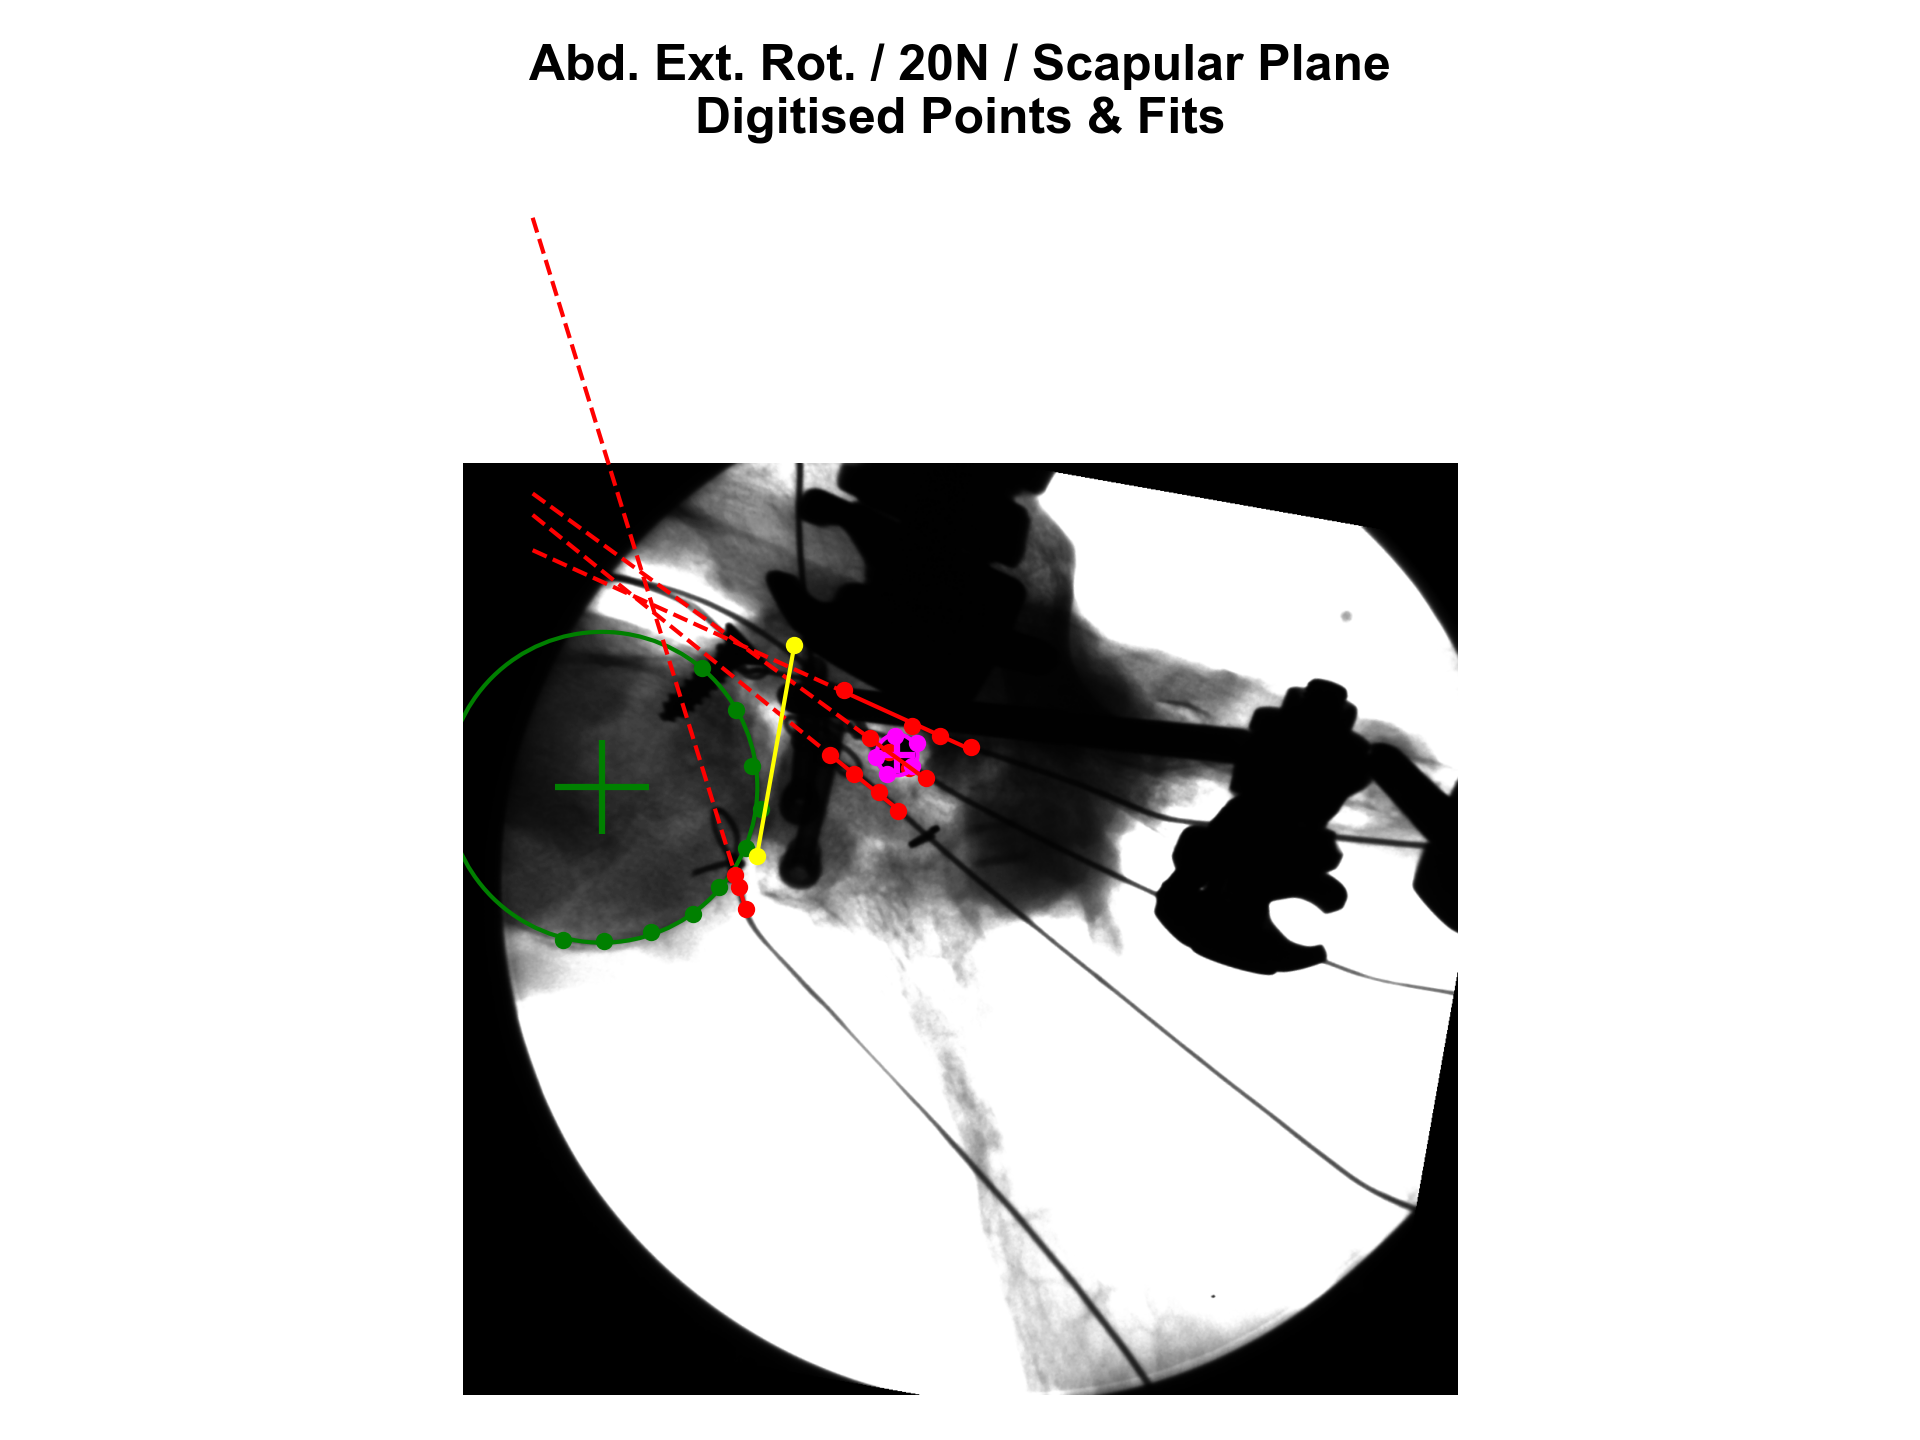 Abd. Ext. Rot. / 20N / Scapular Plane
Digitised Points & Fits